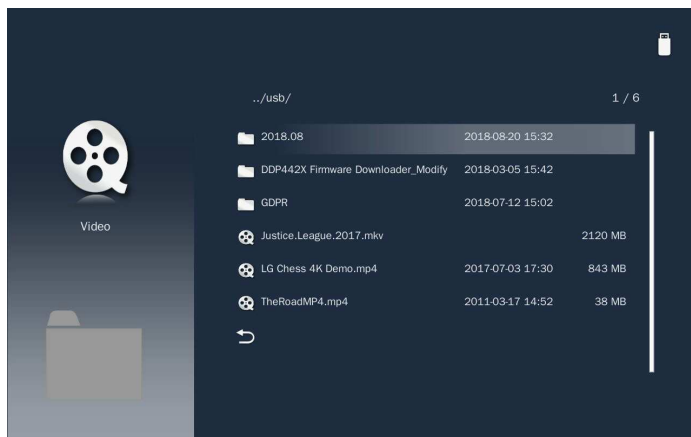 ../usb/ 1 / 6
2018.08 2018-08-20 15:32
DDP442X Firmware Downloader_Modify 2018-03-05 15:42
GDPR 2018-07-12 15:02
Video
Justice.League.2017.mkv 2120 MB
LG Chess 4K Demo.mp4 2017-07-03 17:30 843 MB
TheRoadMP4.mp4 2011-03-17 14:52 38 MB